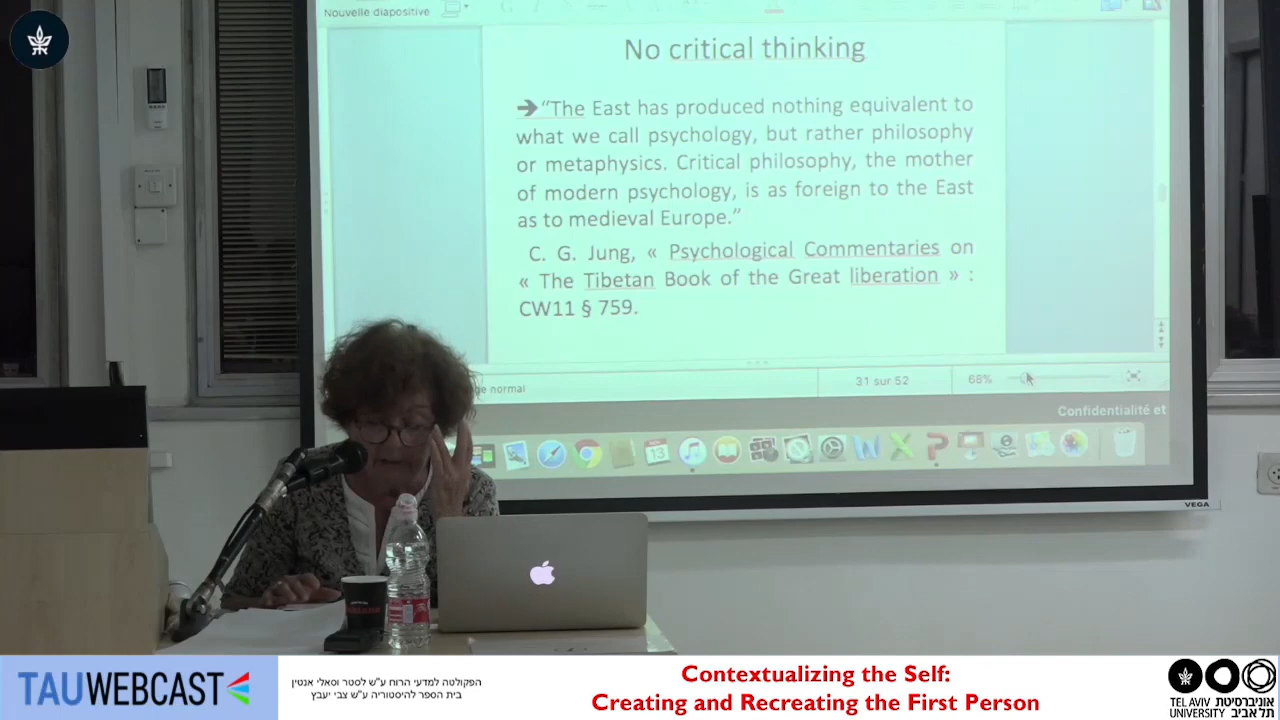 Nouvelle diapositive
No critical thinking
➔“The East has produced nothing equivalent to
what we call psychology, but rather philosophy
or metaphysics. Critical philosophy, the mother
of modern psychology, is as foreign to the East
as to medieval Europe.”
C. G. Jung, « Psychological Commentaries on
« The Tibetan Book of the Great liberation » :
CW11 § 759.
normal
31 sur 52
68%
Confidentialité et
13
VEGA
TAUWEBCAST
הפקולטה למדעי הרוח ע"ש לסטר וסאלי אנטין
בית הספר להיסטוריה ע"ש צבי יעבץ
Contextualizing the Self:
Creating and Recreating the First Person
TEL AVIV אוניברסיטת
UNIVERSITY תל אביב